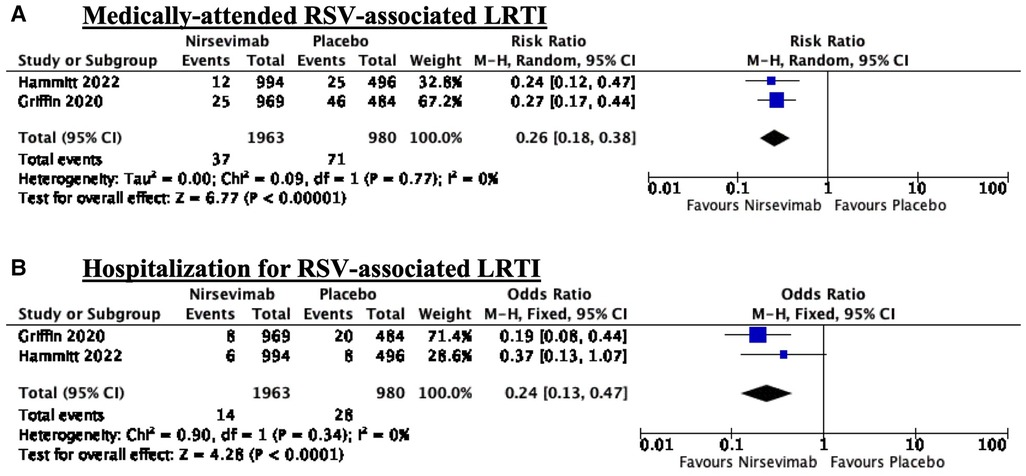 A Medically-attended RSV-associated LRTI
Nirsevimab Placebo Risk Ratio Risk Ratio
Study or Subgroup Events Total Events Total Weight M-H, Random, 95% CI M-H, Random, 95% CI
Hammitt 2022 12 994 25 496 32.8% 0.24 [0.12, 0.47]
Griffin 2020 25 969 46 484 67.2% 0.27 [0.17, 0.44]
Total (95% CI) 1963 980 100.0% 0.26 [0.18, 0.38]
Total events 37 71
Heterogeneity: Tau² = 0.00; Chi² = 0.09, df = 1 (P = 0.77); I² = 0%
Test for overall effect: Z = 6.77 (P < 0.00001)
0.01 0.1 1 10 100
Favours Nirsevimab Favours Placebo
B Hospitalization for RSV-associated LRTI
Nirsevimab Placebo Odds Ratio Odds Ratio
Study or Subgroup Events Total Events Total Weight M-H, Fixed, 95% CI M-H, Fixed, 95% CI
Griffin 2020 8 969 20 484 71.4% 0.19 [0.08, 0.44]
Hammitt 2022 6 994 8 496 28.6% 0.37 [0.13, 1.07]
Total (95% CI) 1963 980 100.0% 0.24 [0.13, 0.47]
Total events 14 28
Heterogeneity: Chi² = 0.90, df = 1 (P = 0.34); I² = 0%
Test for overall effect: Z = 4.28 (P < 0.0001)
0.01 0.1 1 10 100
Favours Nirsevimab Favours Placebo